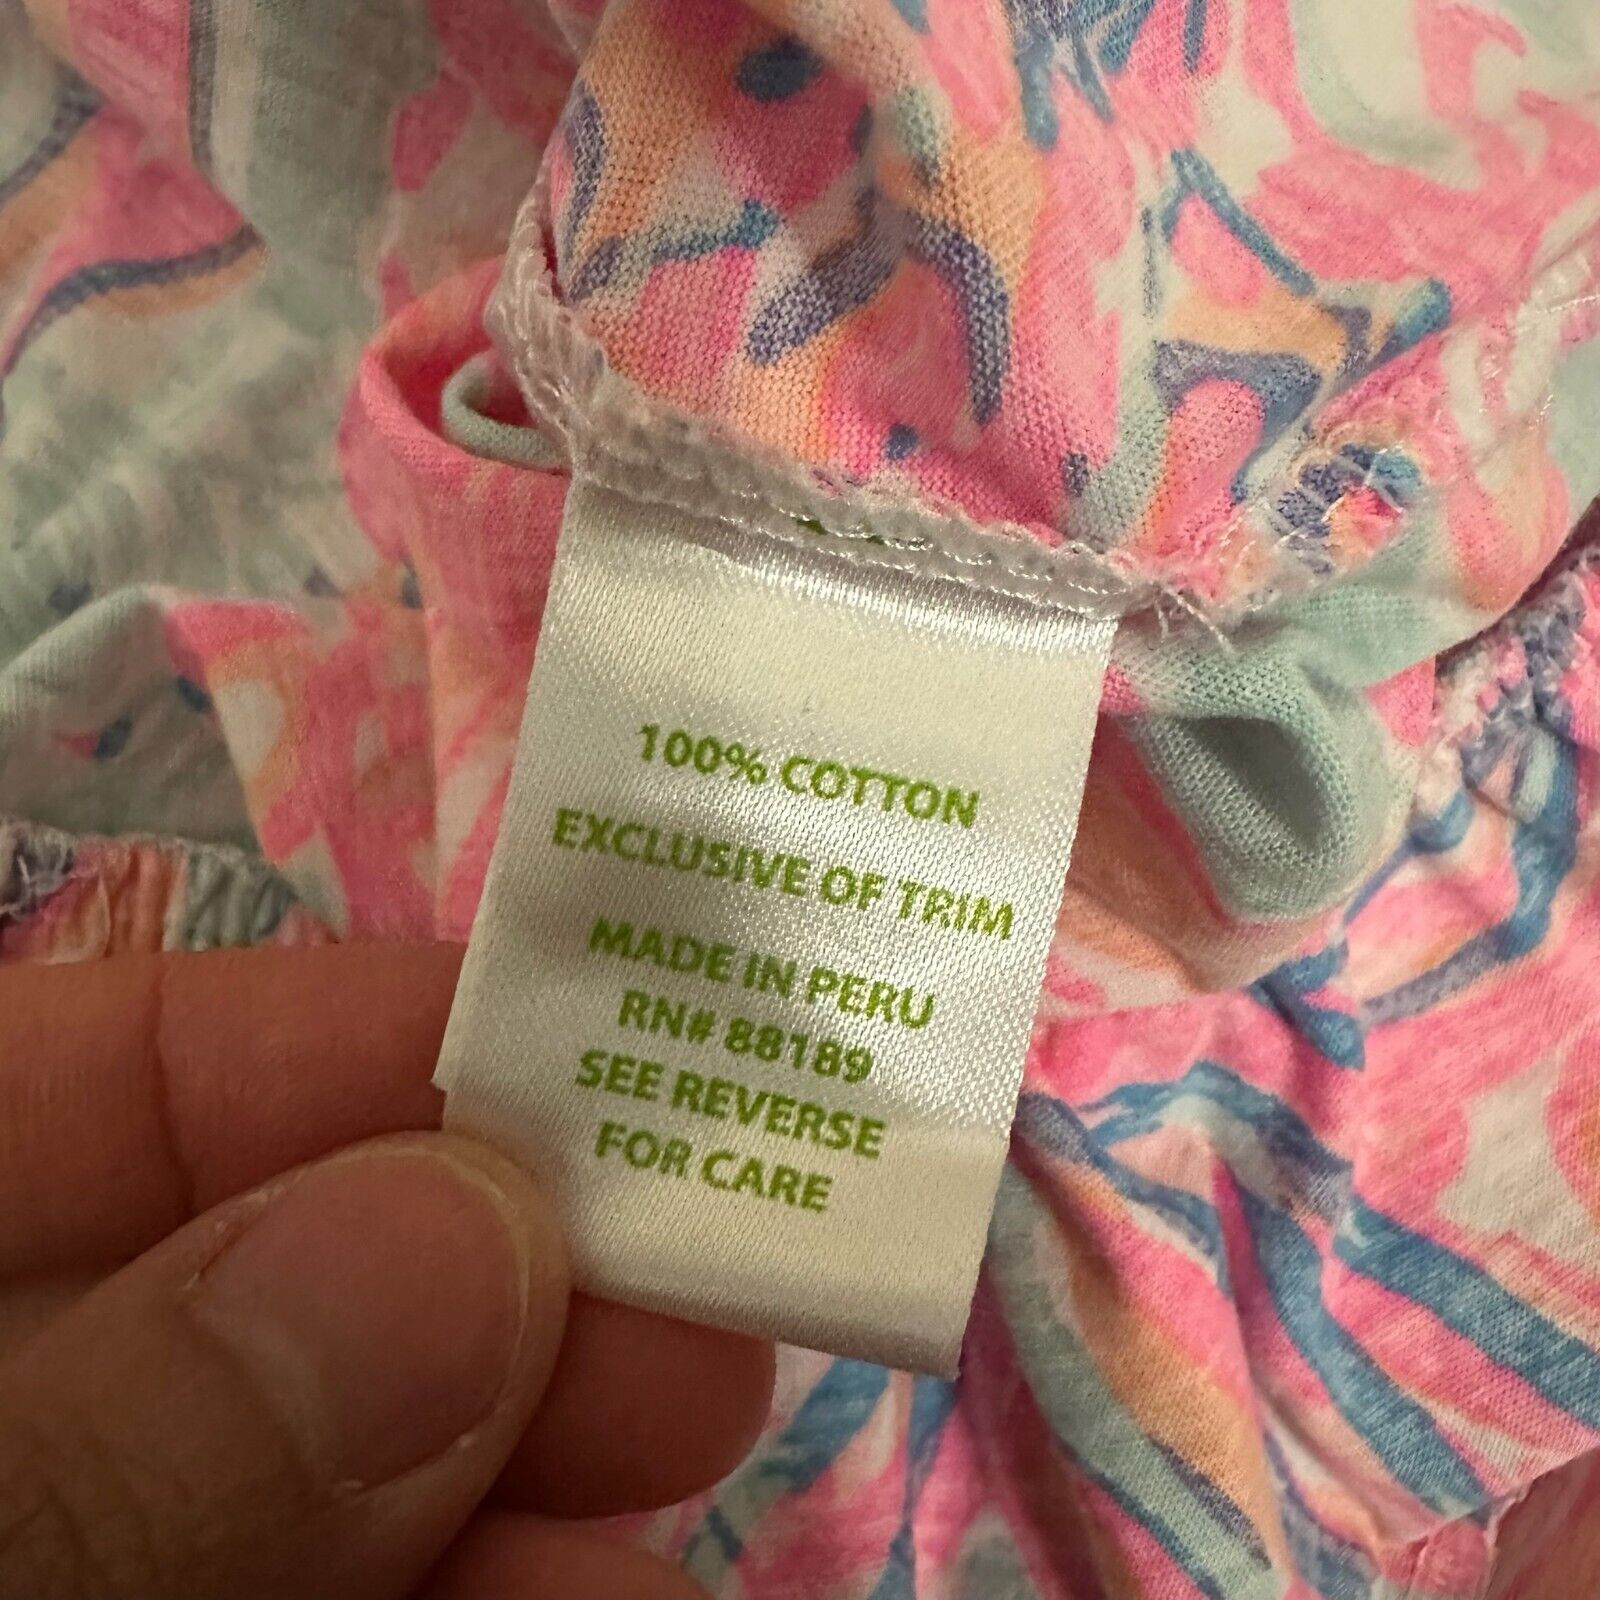 100% COTTON
EXCLUSIVE OF TRIM
MADE IN PERU
RN# 88189
SEE REVERSE
FOR CARE